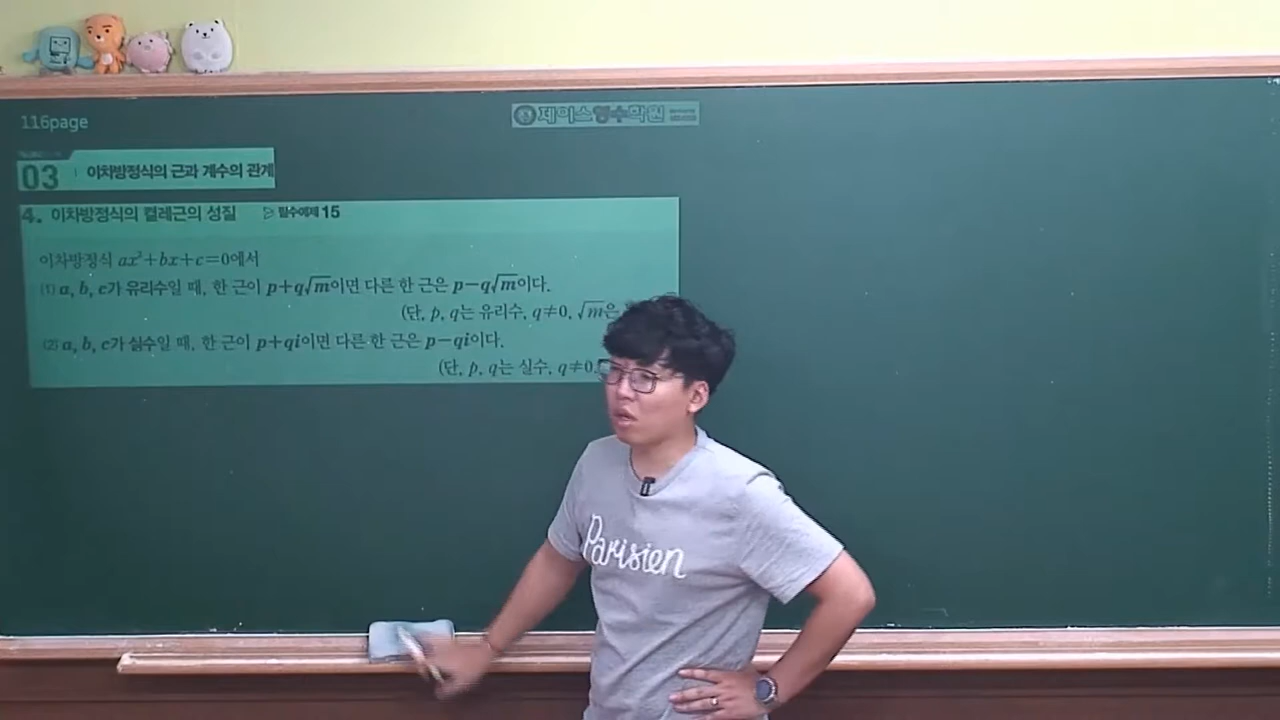 116page
제이스영수학원
03 이차방정식의 근과 계수의 관계
4. 이차방정식의 켤레근의 성질 ▷ 필수예제 15
이차방정식 ax²+bx+c=0에서
(1) a, b, c가 유리수일 때, 한 근이 p+q√m이면 다른 한 근은 p-q√m이다.
(단, p, q는 유리수, q≠0, √m은
(2) a, b, c가 실수일 때, 한 근이 p+qi이면 다른 한 근은 p-qi이다.
(단, p, q는 실수, q≠0,
Parisien